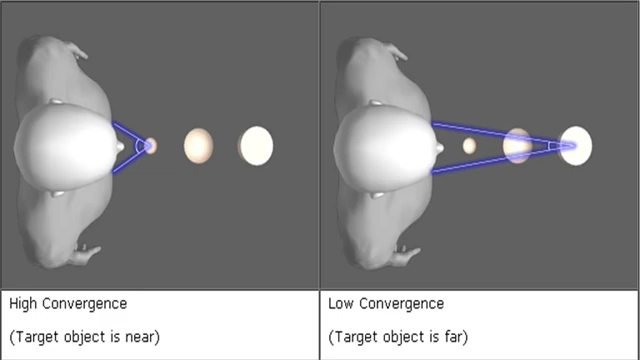 High Convergence
(Target object is near)
Low Convergence
(Target object is far)